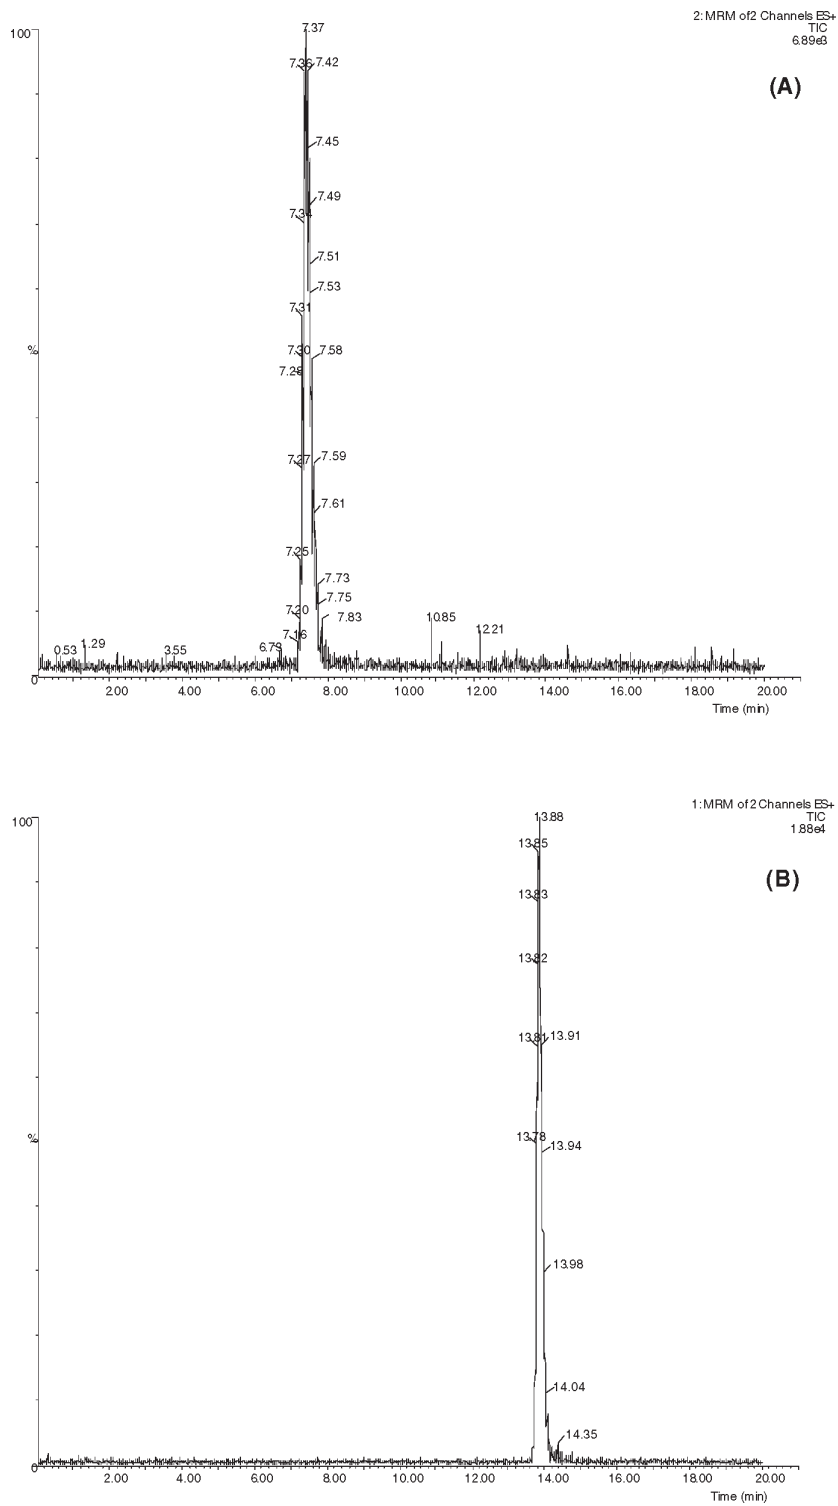 2: MRM of 2 Channels ES+
TIC
6.89e3
100
7.37
7.36 7.42
(A)
7.45
7.49
7.34
7.51
7.53
7.31
%
7.30 7.58
7.28
7.27 7.59
7.61
7.25
7.73
7.75
7.20 7.83 10.85
7.16 12.21
0.53 1.29 3.55 6.79
0
2.00 4.00 6.00 8.00 10.00 12.00 14.00 16.00 18.00 20.00
Time (min)
1: MRM of 2 Channels ES+
TIC
1.88e4
100
13.88
13.85
(B)
13.83
13.82
13.81 13.91
%
13.78 13.94
13.98
14.04
14.35
0
2.00 4.00 6.00 8.00 10.00 12.00 14.00 16.00 18.00 20.00
Time (min)